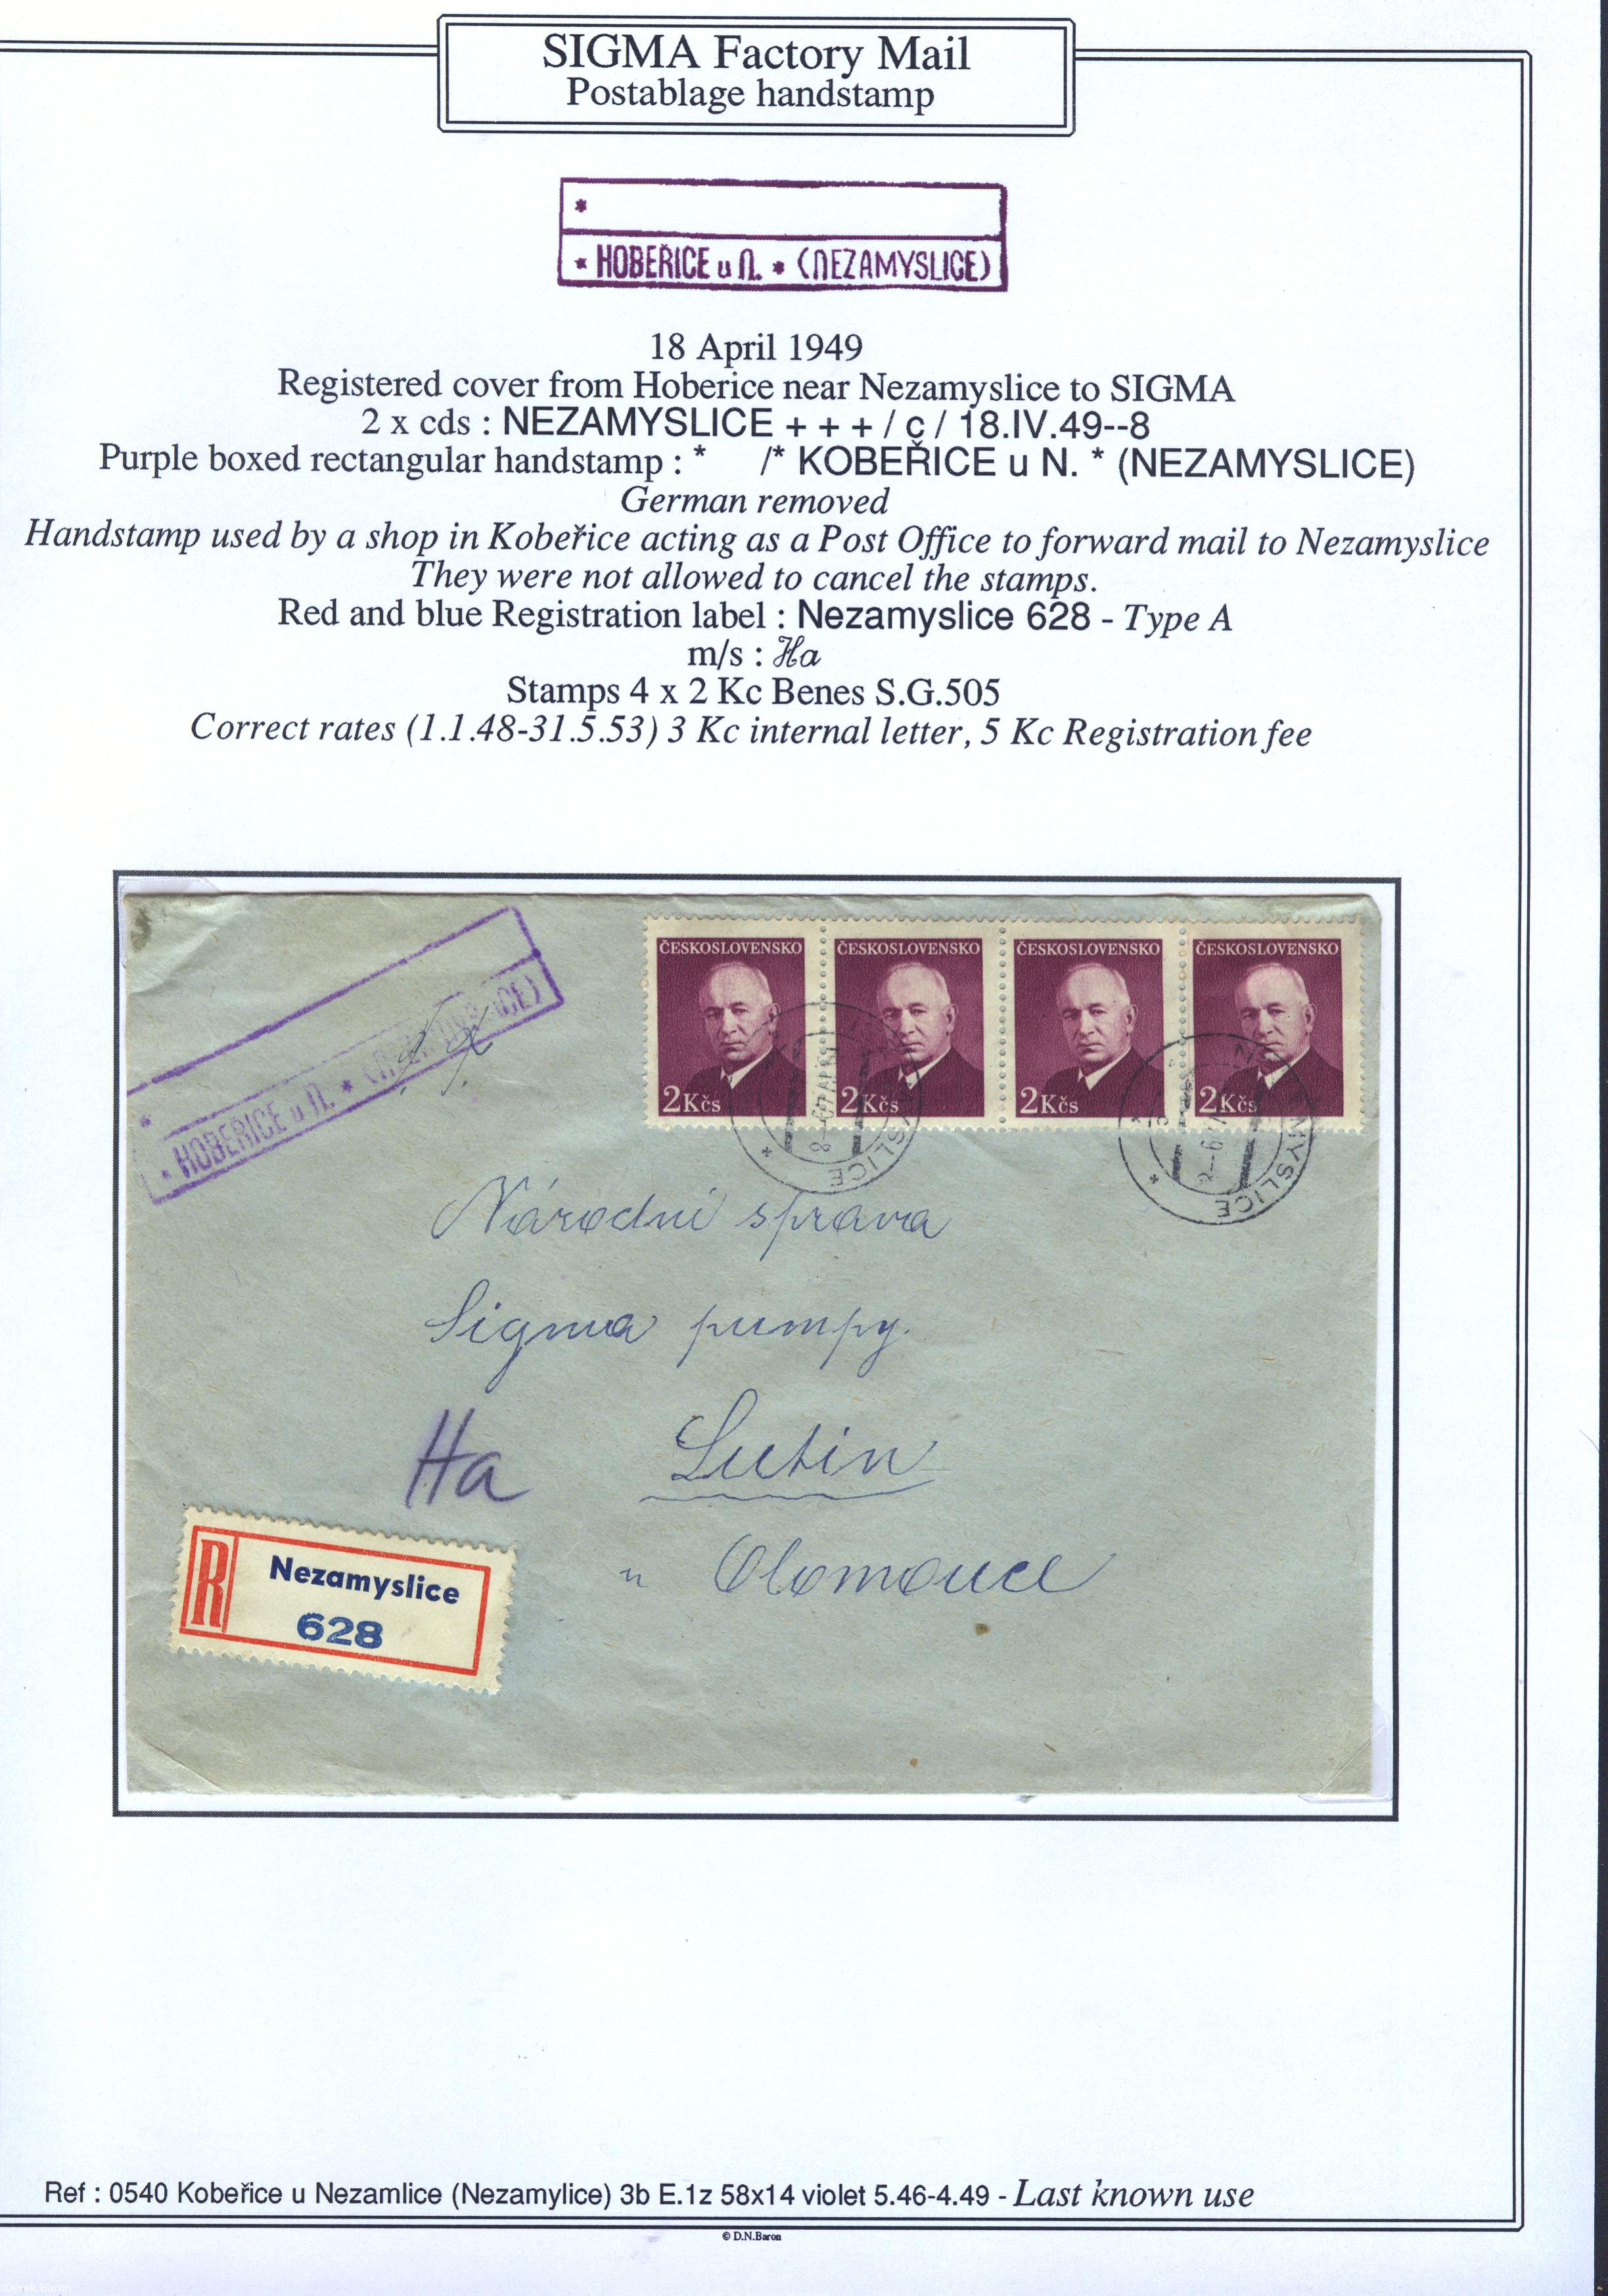 SIGMA Factory Mail
Postablage handstamp
*
* HOBEŘICE u N. * (NEZAMYSLICE)
18 April 1949
Registered cover from Hoberice near Nezamyslice to SIGMA
2 x cds : NEZAMYSLICE + + + / c / 18.IV.49--8
Purple boxed rectangular handstamp : * /* KOBEŘICE u N. * (NEZAMYSLICE)
German removed
Handstamp used by a shop in Kobeřice acting as a Post Office to forward mail to Nezamyslice
They were not allowed to cancel the stamps.
Red and blue Registration label : Nezamyslice 628 - Type A
m/s : Ha
Stamps 4 x 2 Kc Benes S.G.505
Correct rates (1.1.48-31.5.53) 3 Kc internal letter, 5 Kc Registration fee
ČESKOSLOVENSKO ČESKOSLOVENSKO ČESKOSLOVENSKO ČESKOSLOVENSKO
2Kčs 2Kčs 2Kčs 2Kčs
* HOBEŘICE u N. *
Národní správa
Sigma pumpy.
Ha
Lutín
u Olomouce
R Nezamyslice
628
Ref : 0540 Kobeřice u Nezamlice (Nezamylice) 3b E.1z 58x14 violet 5.46-4.49 - Last known use
© D.N.Baron
Derek Baron